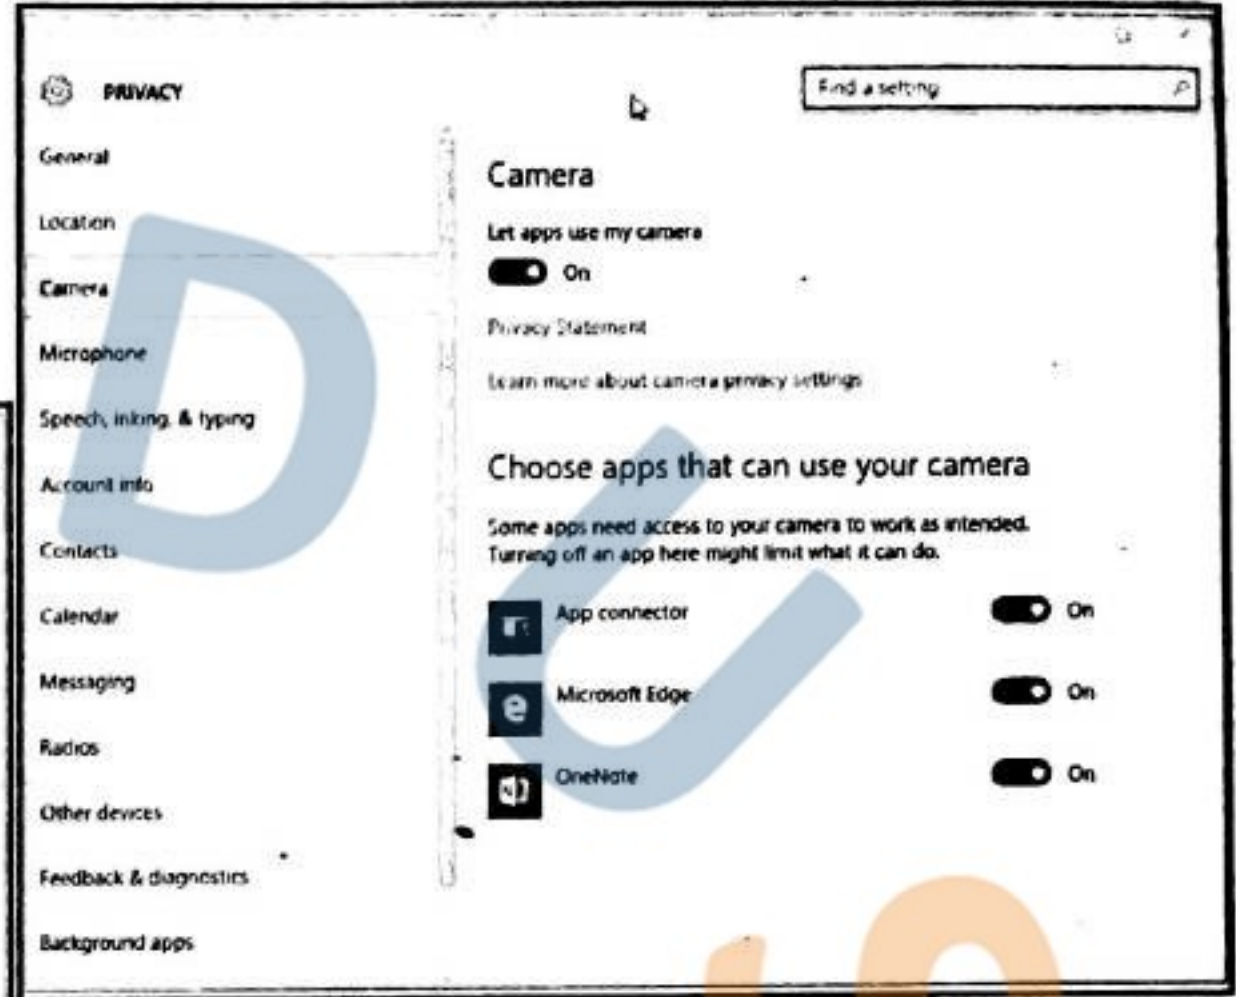 PRIVACY
Find a setting
General
Location
Camera
Microphone
Speech, inking, & typing
Account info
Contacts
Calendar
Messaging
Radios
Other devices
Feedback & diagnostics
Background apps
Camera
Let apps use my camera
On
Privacy Statement
Learn more about camera privacy settings
Choose apps that can use your camera
Some apps need access to your camera to work as intended.
Turning off an app here might limit what it can do.
App connector On
Microsoft Edge On
OneNote On
D
U